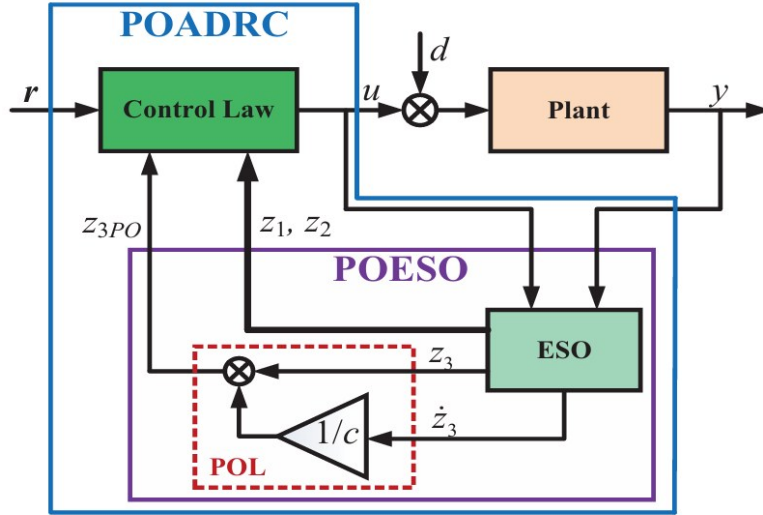 POADRC
d
r
Control Law
u
Plant
y
z₃PO
z₁, z₂
POESO
ESO
z₃
1/c
ż₃
POL